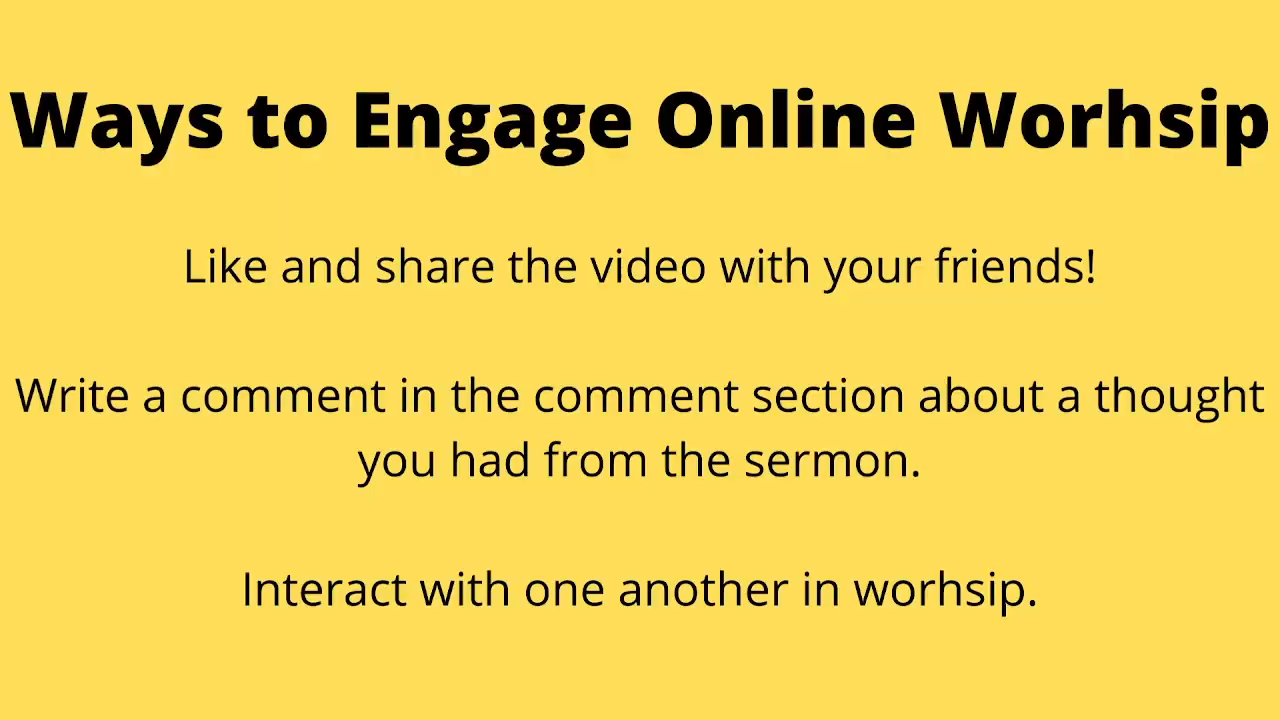 Ways to Engage Online Worhsip
Like and share the video with your friends!
Write a comment in the comment section about a thought
you had from the sermon.
Interact with one another in worhsip.